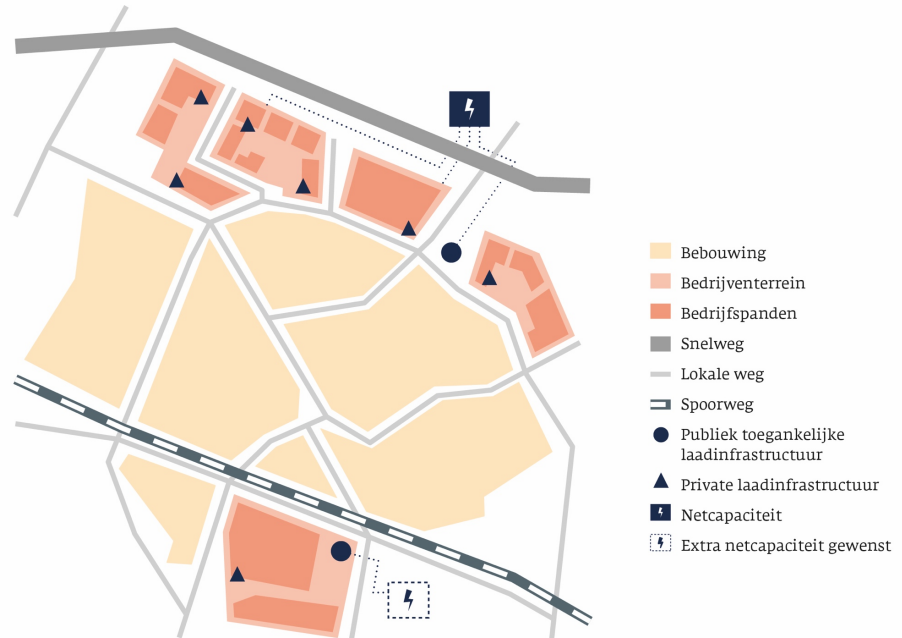 Bebouwing
Bedrijventerrein
Bedrijfspanden
Snelweg
Lokale weg
Spoorweg
Publiek toegankelijke
laadinfrastructuur
Private laadinfrastructuur
Netcapaciteit
Extra netcapaciteit gewenst